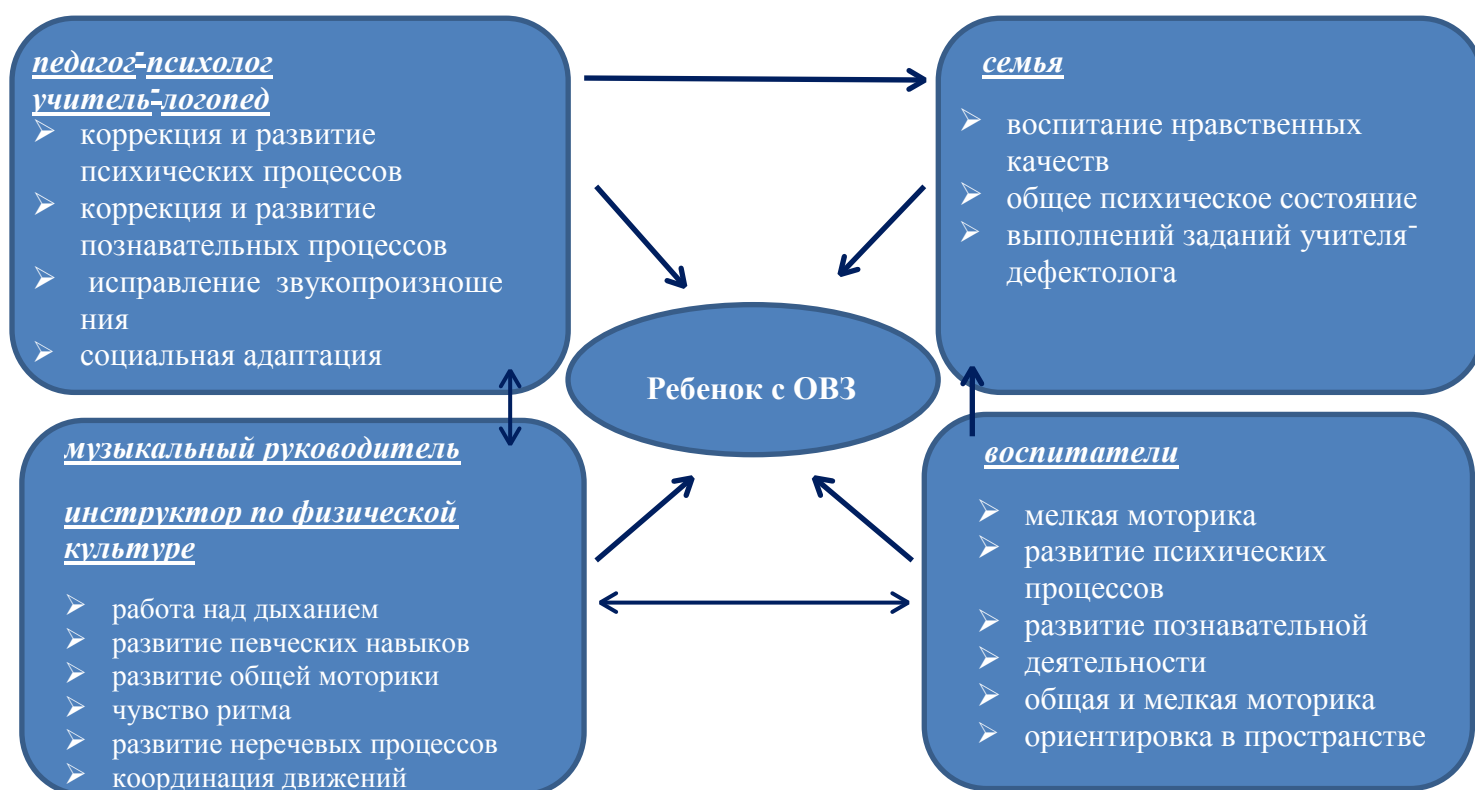 педагог-психолог
учитель-логопед
коррекция и развитие
психических процессов
коррекция и развитие
познавательных процессов
исправление звукопроизноше
ния
социальная адаптация
семья
воспитание нравственных
качеств
общее психическое состояние
выполнений заданий учителя-
дефектолога
Ребенок с ОВЗ
музыкальный руководитель
инструктор по физической
культуре
работа над дыханием
развитие певческих навыков
развитие общей моторики
чувство ритма
развитие неречевых процессов
координация движений
воспитатели
мелкая моторика
развитие психических
процессов
развитие познавательной
деятельности
общая и мелкая моторика
ориентировка в пространстве